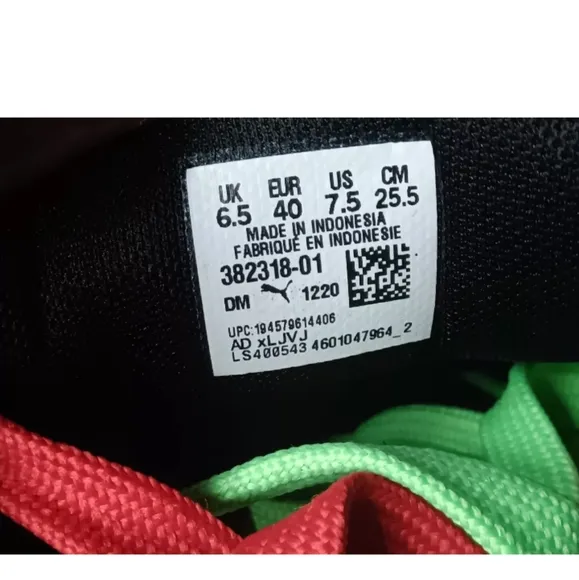 UK EUR US CM
6.5 40 7.5 25.5
MADE IN INDONESIA
FABRIQUÉ EN INDONESIE
382318-01
DM 1220
UPC:194579614406
AD xLJVJ
LS400543 4601047964_2